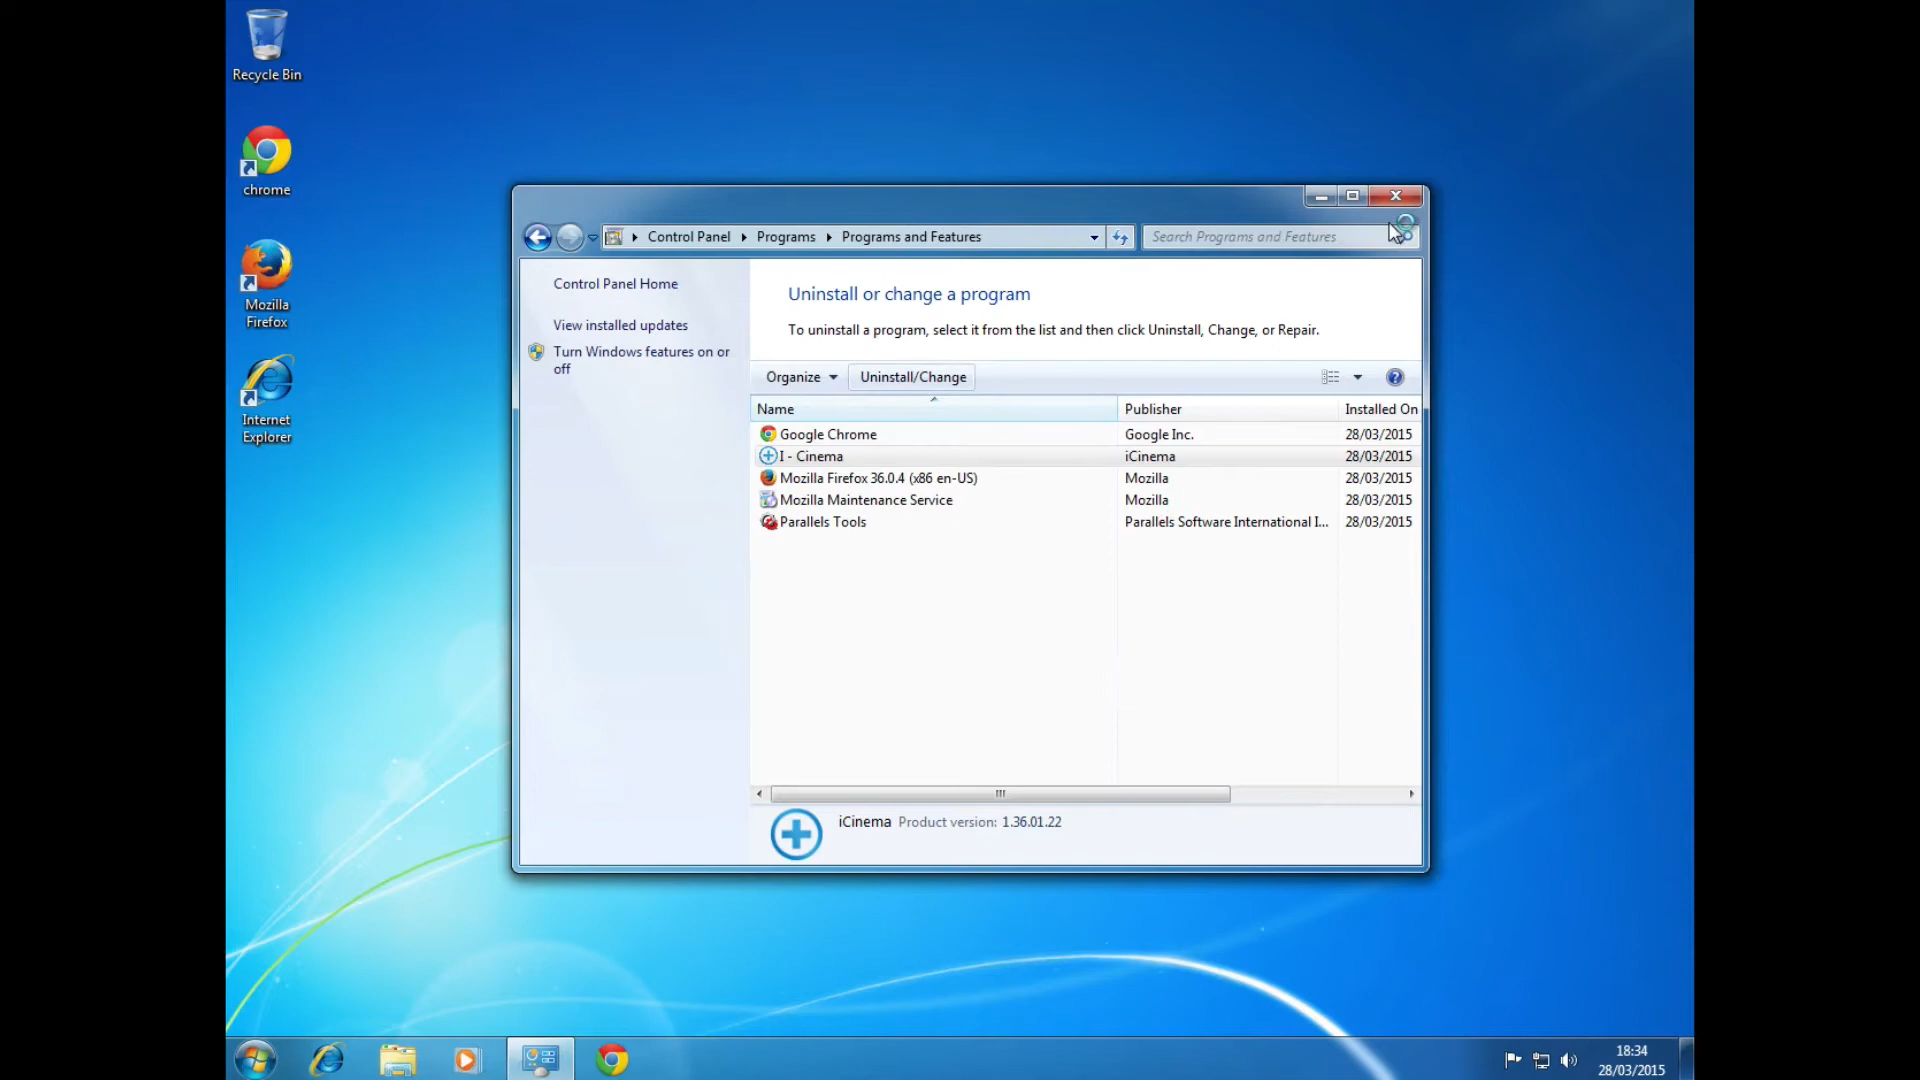 Recycle Bin
chrome
Mozilla
Firefox
Internet
Explorer
Control Panel Programs Programs and Features Search Programs and Features
Control Panel Home
View installed updates
Turn Windows features on or
off
Uninstall or change a program
To uninstall a program, select it from the list and then click Uninstall, Change, or Repair.
Organize Uninstall/Change
Name Publisher Installed On
Google Chrome Google Inc. 28/03/2015
I - Cinema iCinema 28/03/2015
Mozilla Firefox 36.0.4 (x86 en-US) Mozilla 28/03/2015
Mozilla Maintenance Service Mozilla 28/03/2015
Parallels Tools Parallels Software International I... 28/03/2015
iCinema Product version: 1.36.01.22
18:34
28/03/2015